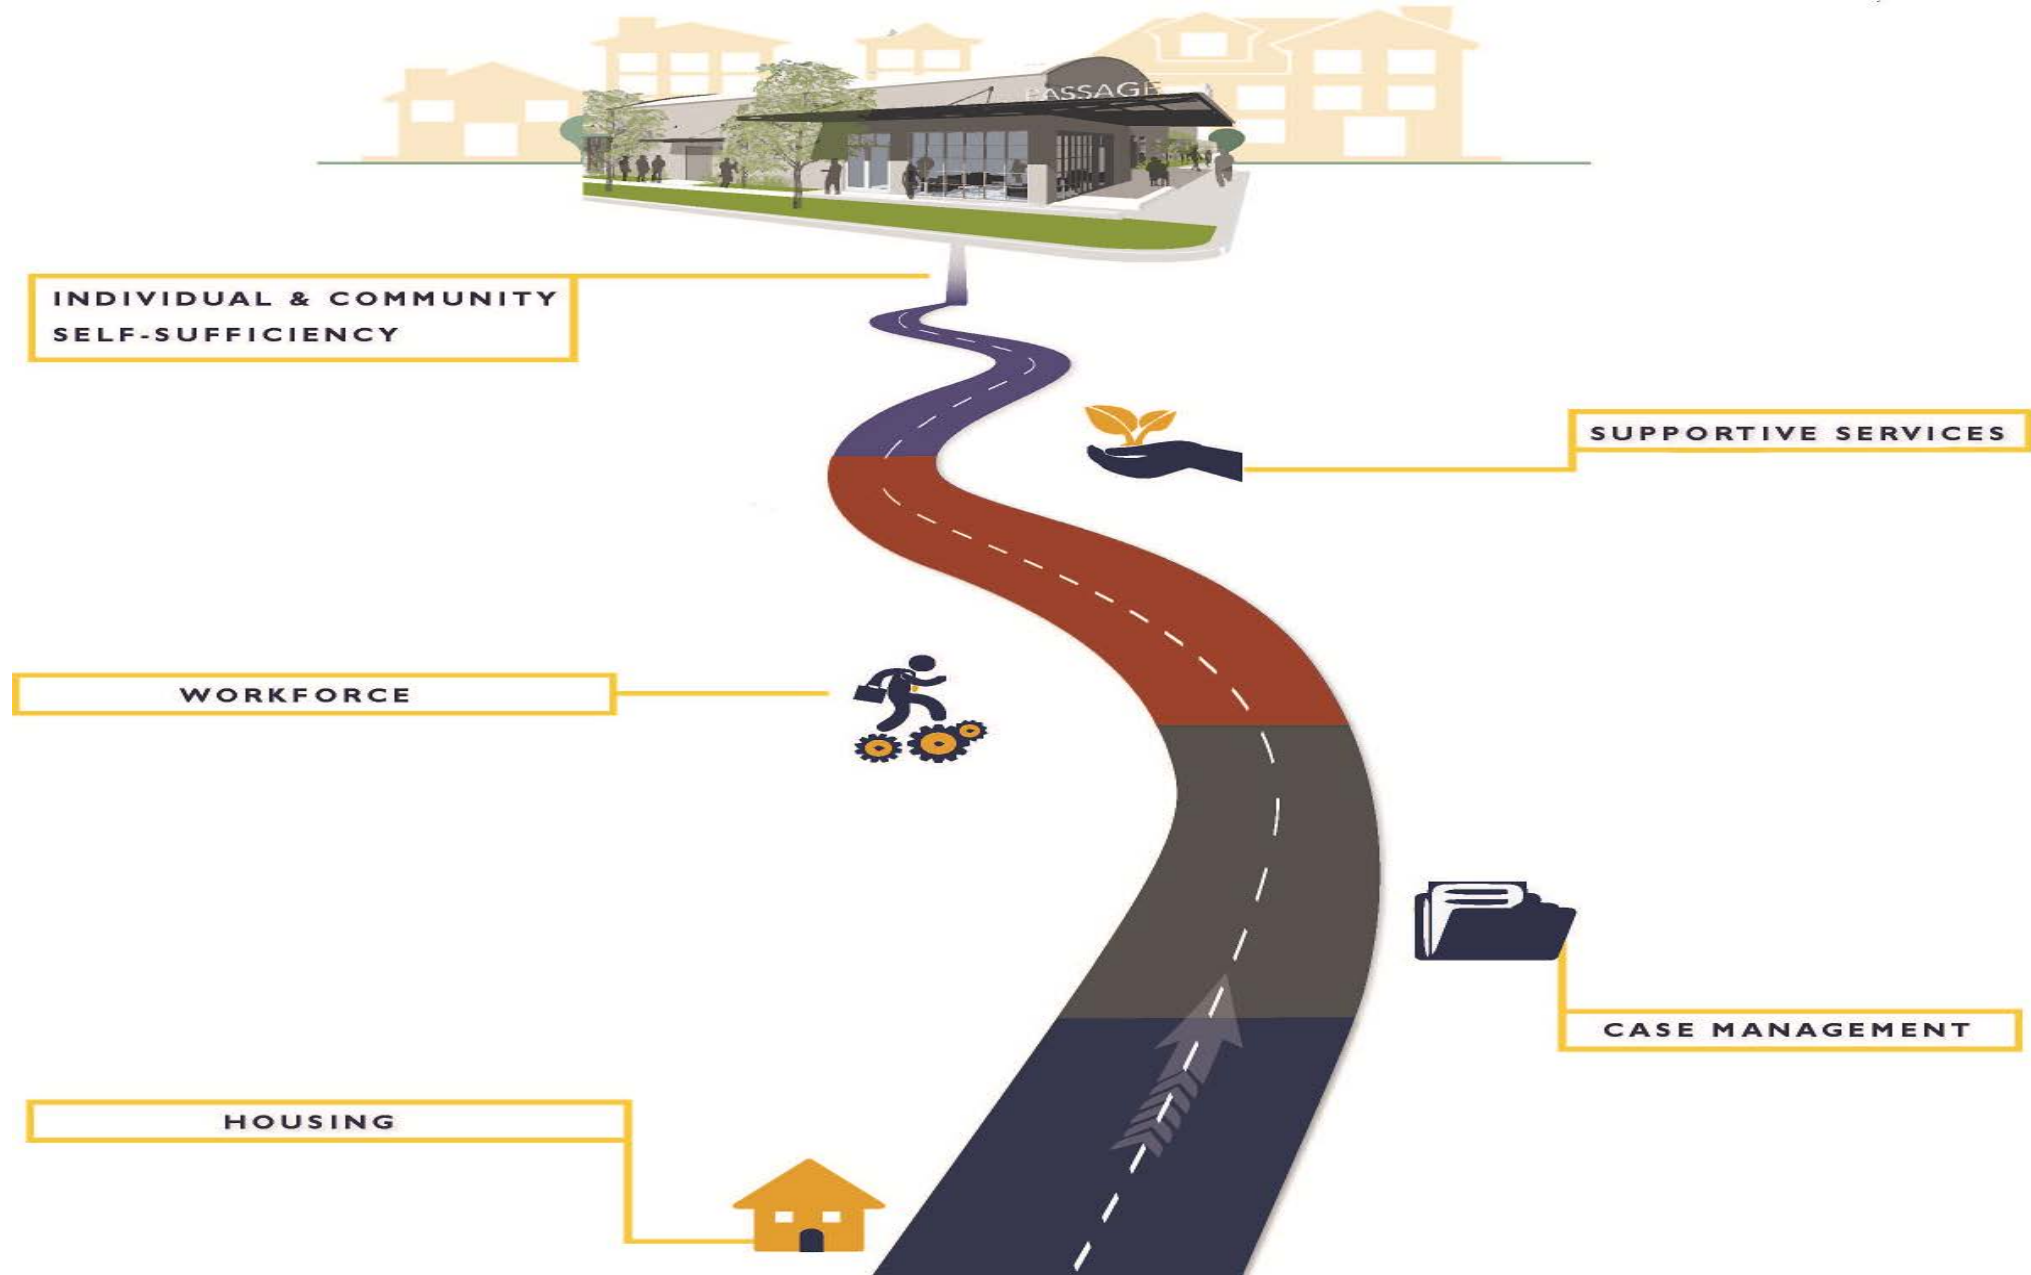 PASSAGE
INDIVIDUAL & COMMUNITY
SELF-SUFFICIENCY
SUPPORTIVE SERVICES
WORKFORCE
CASE MANAGEMENT
HOUSING